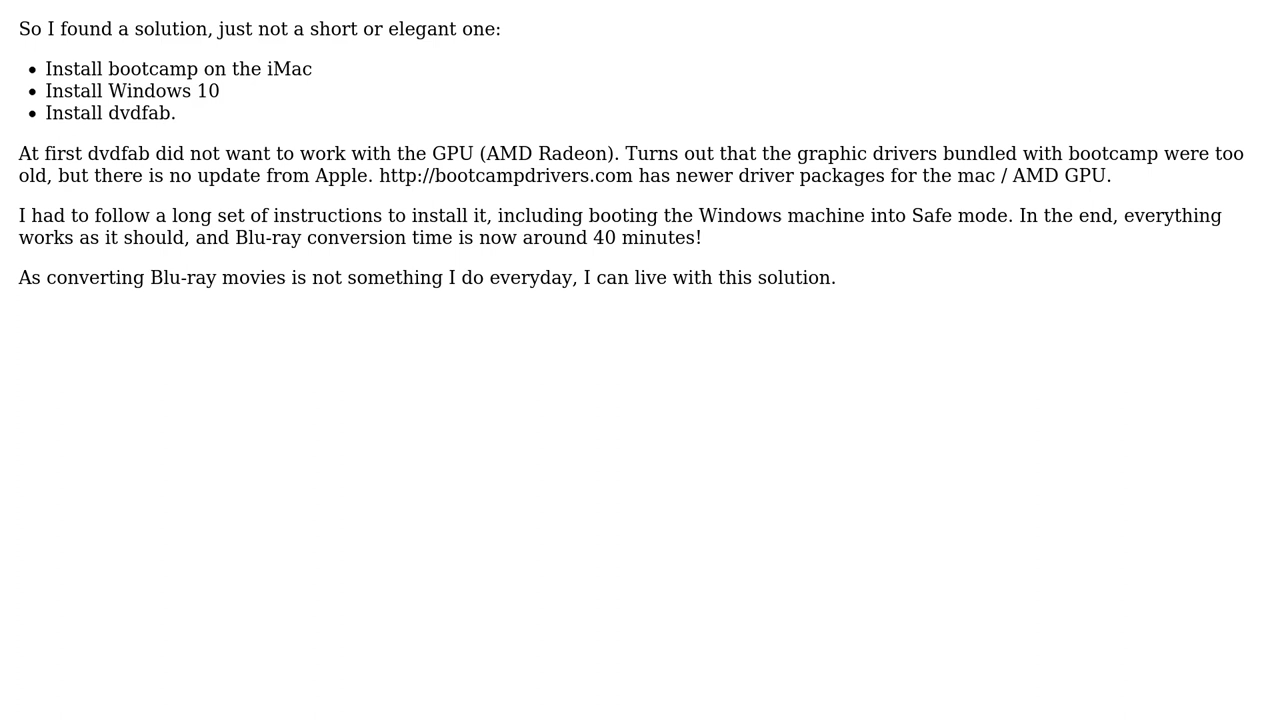 So I found a solution, just not a short or elegant one:
• Install bootcamp on the iMac
• Install Windows 10
• Install dvdfab.
At first dvdfab did not want to work with the GPU (AMD Radeon). Turns out that the graphic drivers bundled with bootcamp were too
old, but there is no update from Apple. http://bootcampdrivers.com has newer driver packages for the mac / AMD GPU.
I had to follow a long set of instructions to install it, including booting the Windows machine into Safe mode. In the end, everything
works as it should, and Blu-ray conversion time is now around 40 minutes!
As converting Blu-ray movies is not something I do everyday, I can live with this solution.